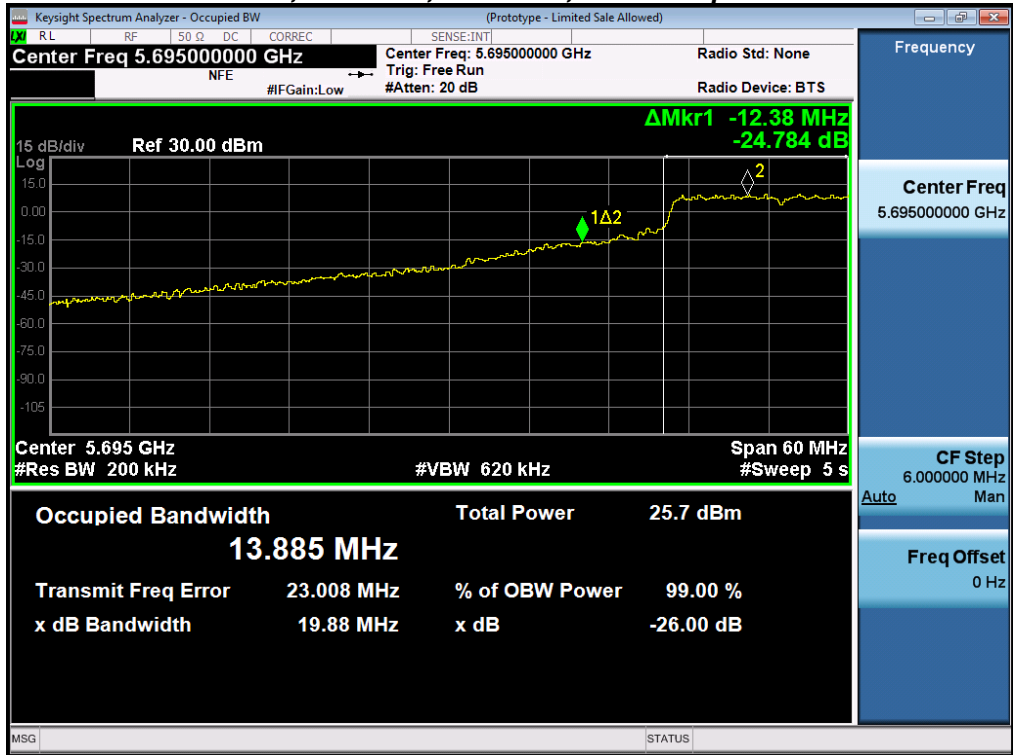 Keysight Spectrum Analyzer - Occupied BW (Prototype - Limited Sale Allowed)
LXI RL RF 50 Ω DC CORREC SENSE:INT
Center Freq 5.695000000 GHz
NFE
#IFGain:Low
Center Freq: 5.695000000 GHz
Trig: Free Run
#Atten: 20 dB
Radio Std: None
Radio Device: BTS
ΔMkr1 -12.38 MHz
-24.784 dB
15 dB/div Ref 30.00 dBm
Log
15.0
0.00
-15.0
-30.0
-45.0
-60.0
-75.0
-90.0
-105
1Δ2
2
Center 5.695 GHz Span 60 MHz
#Res BW 200 kHz #VBW 620 kHz #Sweep 5 s
Occupied Bandwidth
13.885 MHz
Total Power 25.7 dBm
Transmit Freq Error 23.008 MHz % of OBW Power 99.00 %
x dB Bandwidth 19.88 MHz x dB -26.00 dB
Frequency
Center Freq
5.695000000 GHz
CF Step
6.000000 MHz
Auto Man
Freq Offset
0 Hz
MSG STATUS